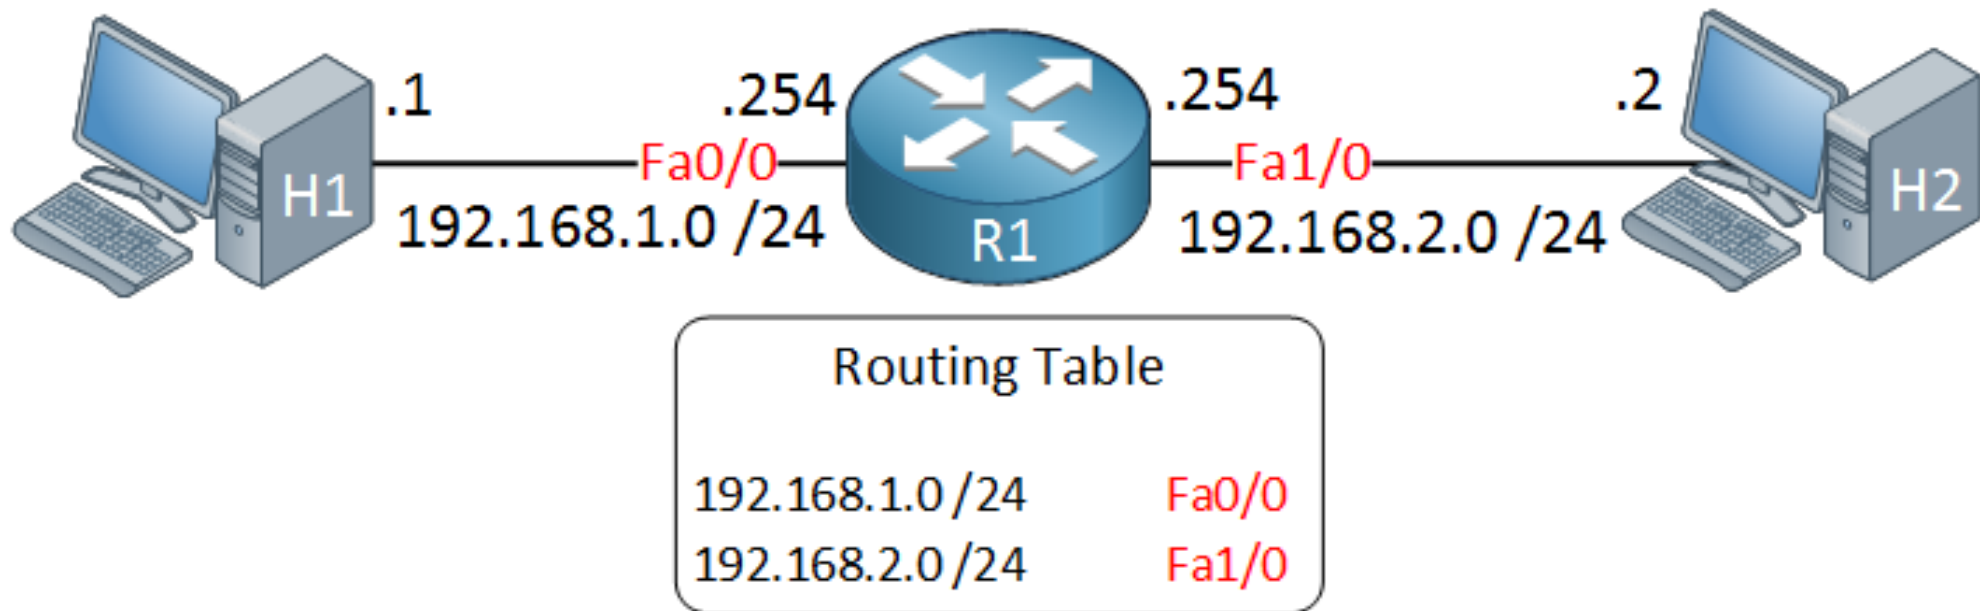 .1
.254
.254
.2
Fa0/0
Fa1/0
H1
H2
192.168.1.0 /24
R1
192.168.2.0 /24
Routing Table
192.168.1.0 /24 Fa0/0
192.168.2.0 /24 Fa1/0